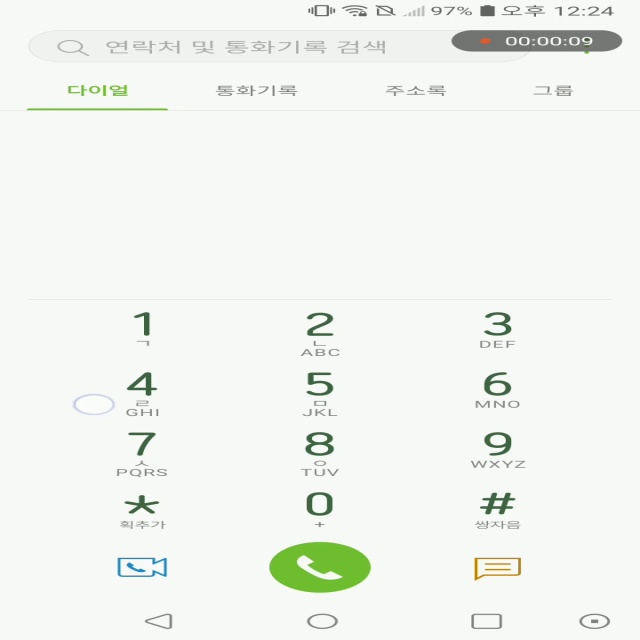 97% 오후 12:24
연락처 및 통화기록 검색
00:00:09
다이얼 통화기록 주소록 그룹
1 2 3
ㄱ ㄴ DEF
ABC
4 5 6
ㄹ ㅁ MNO
GHI JKL
7 8 9
ㅅ ㅇ WXYZ
PQRS TUV
* 0 #
획추가 + 쌍자음